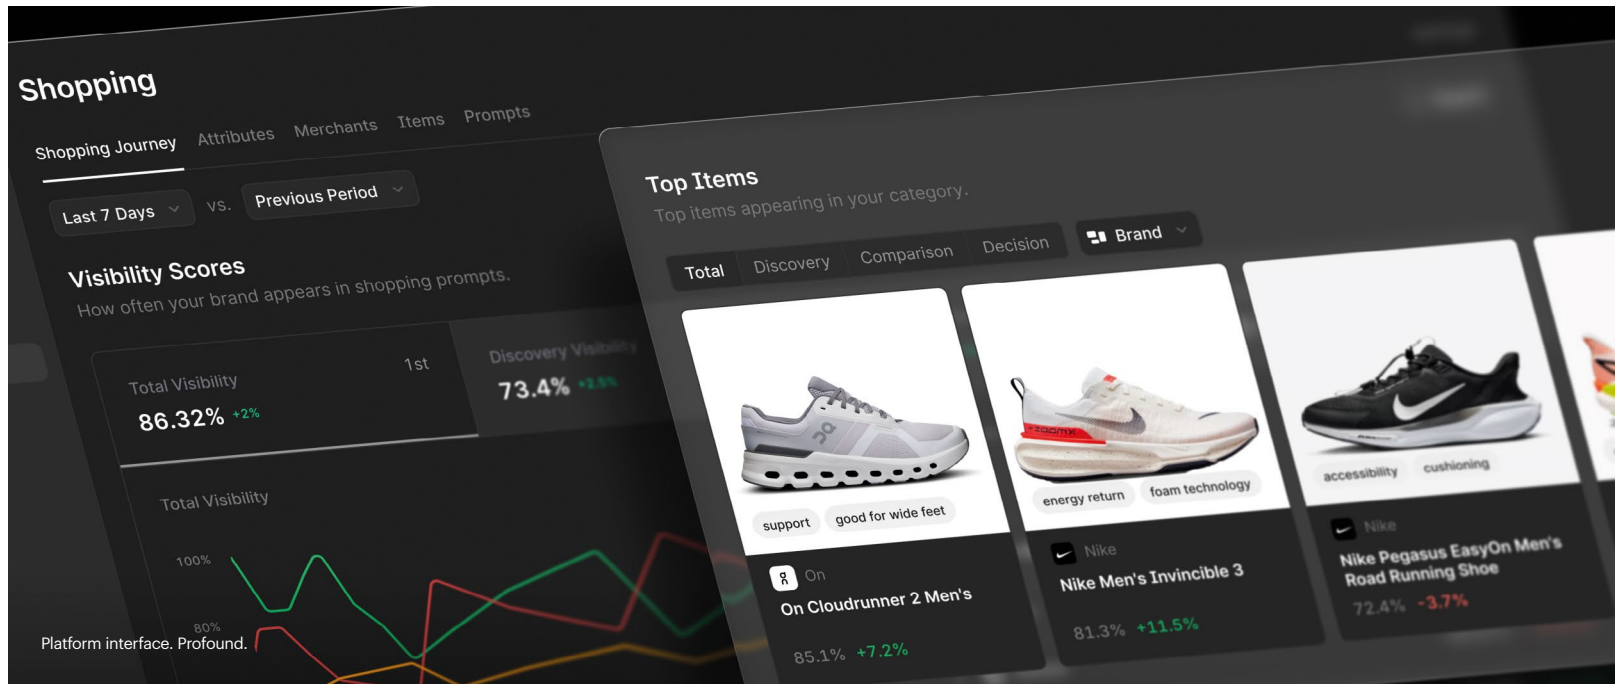 Shopping
Shopping Journey Attributes Merchants Items Prompts
Last 7 Days vs. Previous Period
Visibility Scores
How often your brand appears in shopping prompts.
Total Visibility 1st
86.32% +2%
Discovery Visibility
73.4% +2.5%
Total Visibility
100%
80%
Platform interface. Profound.
Top Items
Top items appearing in your category.
Total Discovery Comparison Decision Brand
support good for wide feet
On
On Cloudrunner 2 Men's
85.1% +7.2%
+ZOOMX
energy return foam technology
Nike
Nike Men's Invincible 3
81.3% +11.5%
accessibility cushioning
Nike
Nike Pegasus EasyOn Men's
Road Running Shoe
72.4% -3.7%